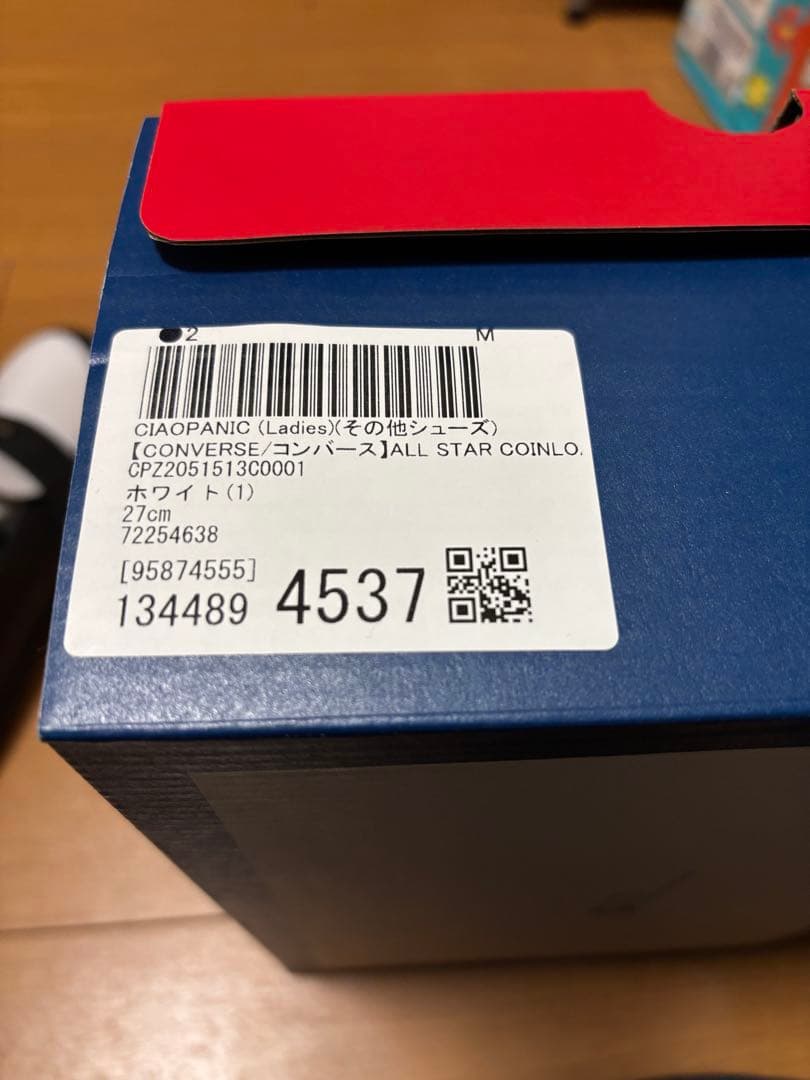 ●2 M
CIAOPANIC (Ladies)(その他シューズ)
【CONVERSE/コンバース】ALL STAR COINLO.
CPZ2051513C0001
ホワイト(1)
27cm
72254638
[95874555]
134489 4537